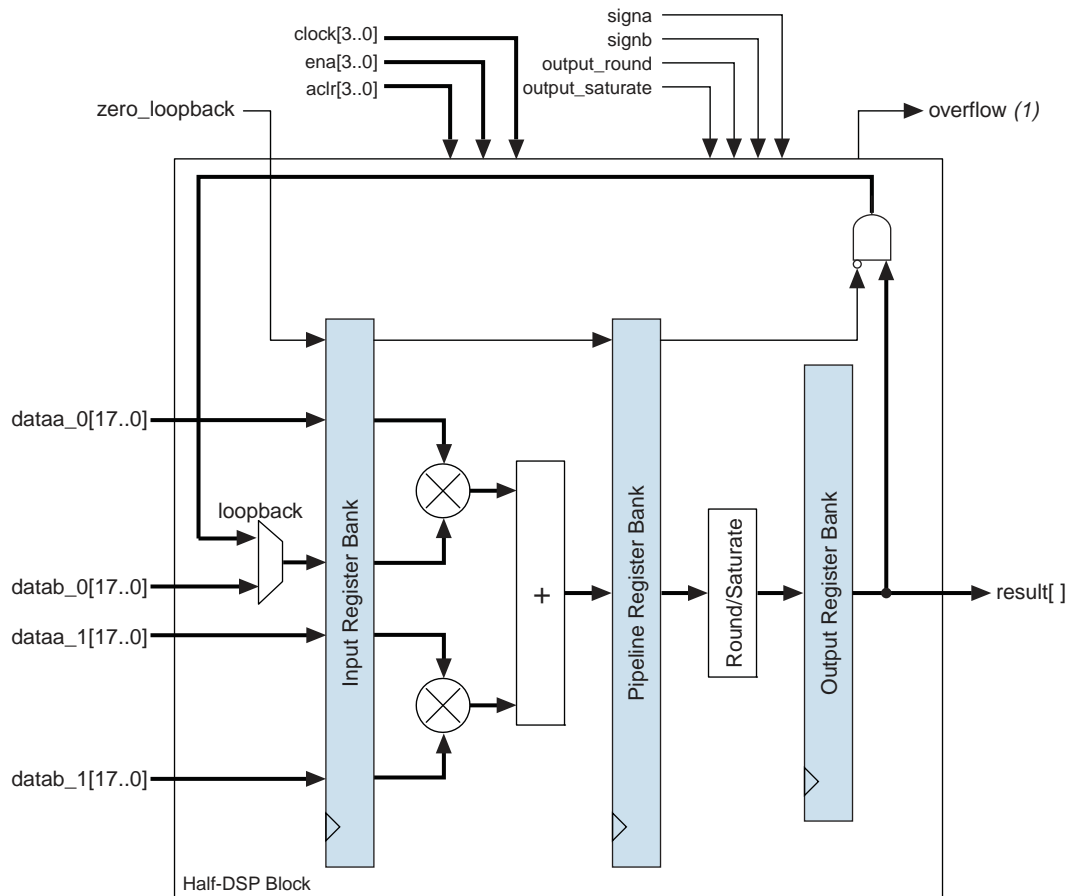 signa
clock[3..0]
signb
ena[3..0]
output_round
aclr[3..0]
output_saturate
zero_loopback
overflow (1)
dataa_0[17..0]
loopback
datab_0[17..0]
dataa_1[17..0]
datab_1[17..0]
Input Register Bank
+
Pipeline Register Bank
Round/Saturate
Output Register Bank
result[ ]
Half-DSP Block